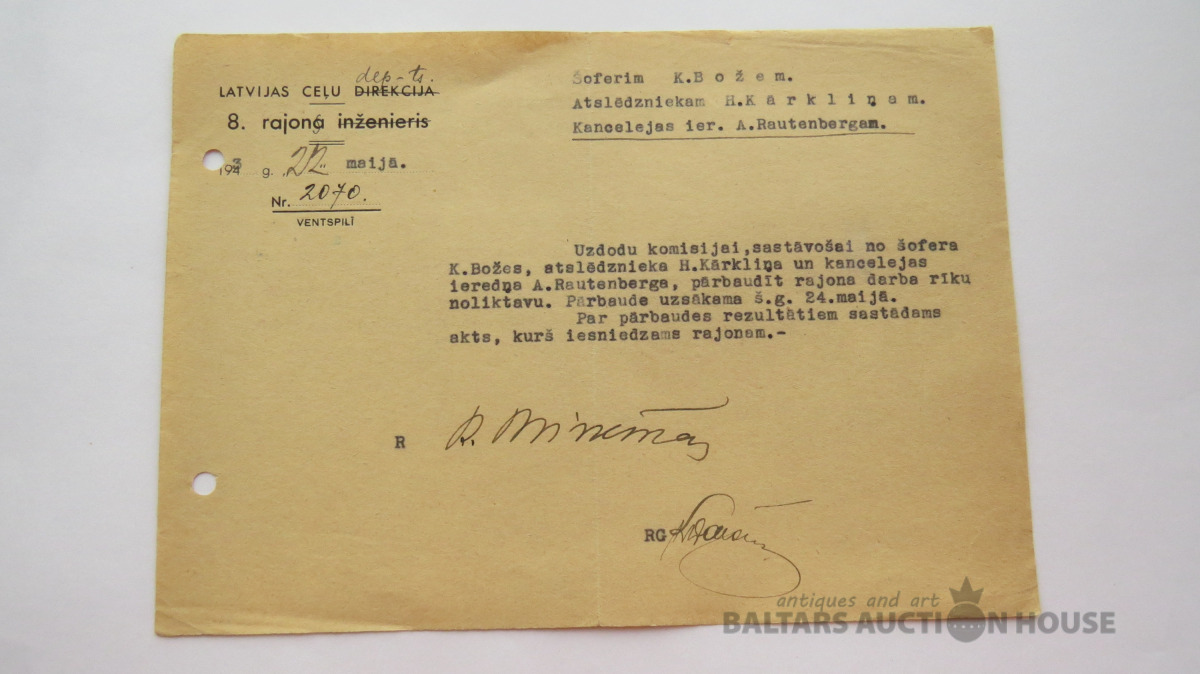 dep-ts.
LATVIJAS CEĻU DIREKCIJA
8. rajona inženieris
1943 g. 22. maijā.
Nr. 2070.
VENTSPILĪ
Šoferim K.Božem.
Atslēdzniekam H.Kārkliņam.
Kancelejas ier. A.Rautenbergam.
Uzdodu komisijai,sastāvošai no šofera
K.Božes, atslēdznieka H.Kārkliņa un kancelejas
ieredņa A.Rautenberga, pārbaudīt rajona darba rīku
noliktavu. Pārbaude uzsākama š.g. 24.maijā.
Par pārbaudes rezultātiem sastādams
akts, kurš iesniedzams rajonam.-
R
RG
antiques and art
BALTARS AUCTION HOUSE